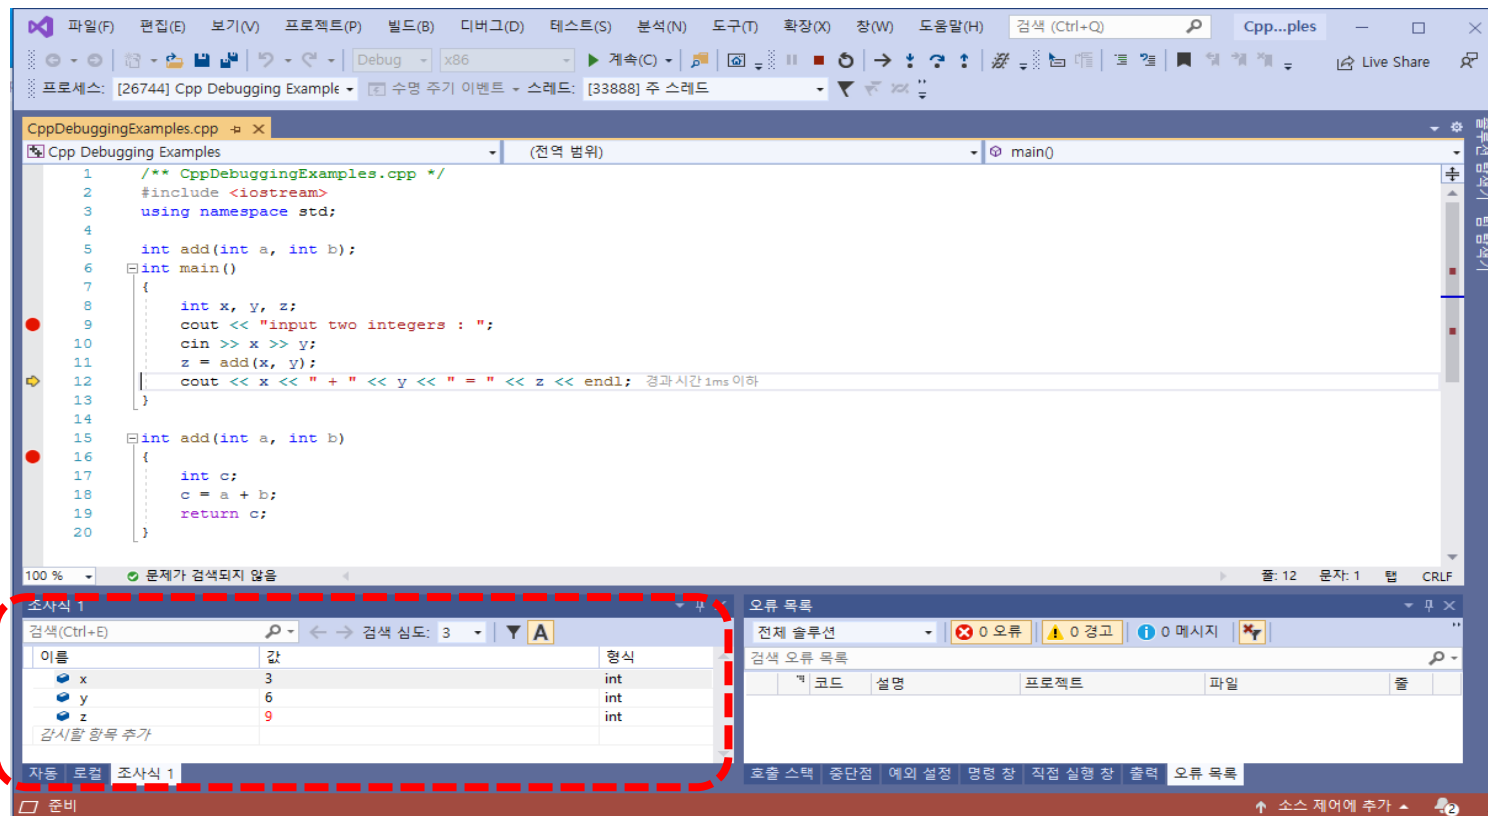 파일(F) 편집(E) 보기(V) 프로젝트(P) 빌드(B) 디버그(D) 테스트(S) 분석(N) 도구(T) 확장(X) 창(W) 도움말(H) 검색 (Ctrl+Q) Cpp...ples
Debug x86 계속(C) Live Share
프로세스: [26744] Cpp Debugging Example 수명 주기 이벤트 스레드: [33888] 주 스레드
CppDebuggingExamples.cpp
Cpp Debugging Examples (전역 범위) main()
1 /** CppDebuggingExamples.cpp */
2 #include <iostream>
3 using namespace std;
4
5 int add(int a, int b);
6 int main()
7 {
8 int x, y, z;
9 cout << "input two integers : ";
10 cin >> x >> y;
11 z = add(x, y);
12 cout << x << " + " << y << " = " << z << endl; 경과시간 1ms 이하
13 }
14
15 int add(int a, int b)
16 {
17 int c;
18 c = a + b;
19 return c;
20 }
100 % 문제가 검색되지 않음 줄: 12 문자: 1 탭 CRLF
솔루션 탐색기 팀 탐색기
조사식 1
검색(Ctrl+E) 검색 심도: 3 A
이름 값 형식
x 3 int
y 6 int
z 9 int
감시할 항목 추가
자동 로컬 조사식 1
오류 목록
전체 솔루션 0 오류 0 경고 0 메시지
검색 오류 목록
코드 설명 프로젝트 파일 줄
호출 스택 중단점 예외 설정 명령 창 직접 실행 창 출력 오류 목록
준비 소스 제어에 추가 2